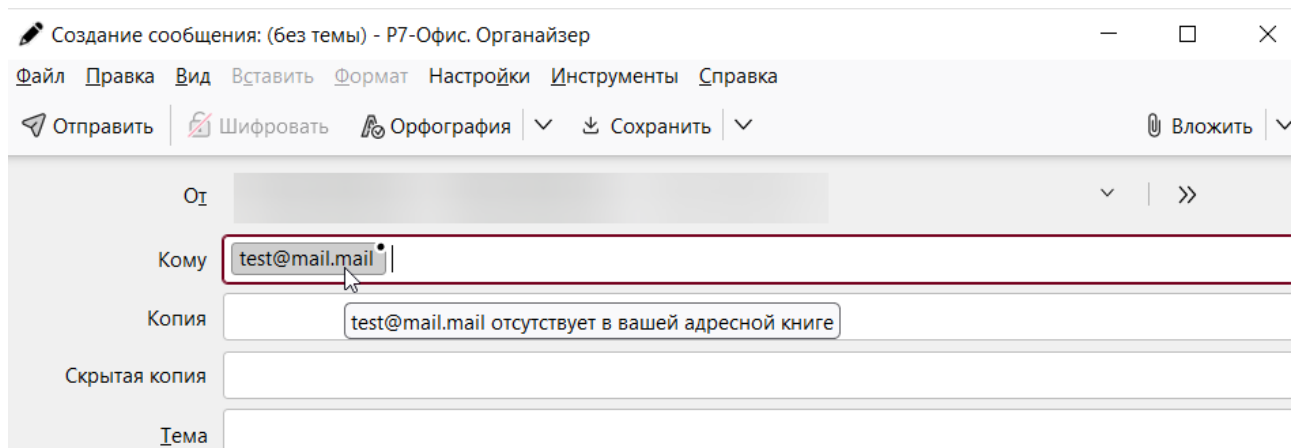 Создание сообщения: (без темы) - Р7-Офис. Органайзер
Файл Правка Вид Вставить Формат Настройки Инструменты Справка
Отправить Шифровать Орфография Сохранить Вложить
От
Кому test@mail.mail
Копия
test@mail.mail отсутствует в вашей адресной книге
Скрытая копия
Тема